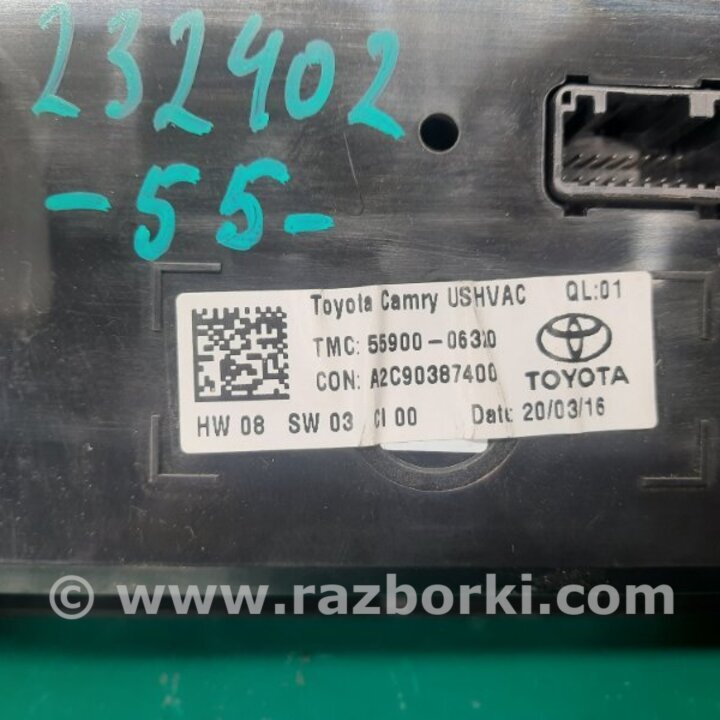 232402
-55-
Toyota Camry USHVAC QL:01
TMC: 55900-06320
CON: A2C90387400
TOYOTA
HW 08 SW 03 CI 00 Date: 20/03/16
© www.razborki.com